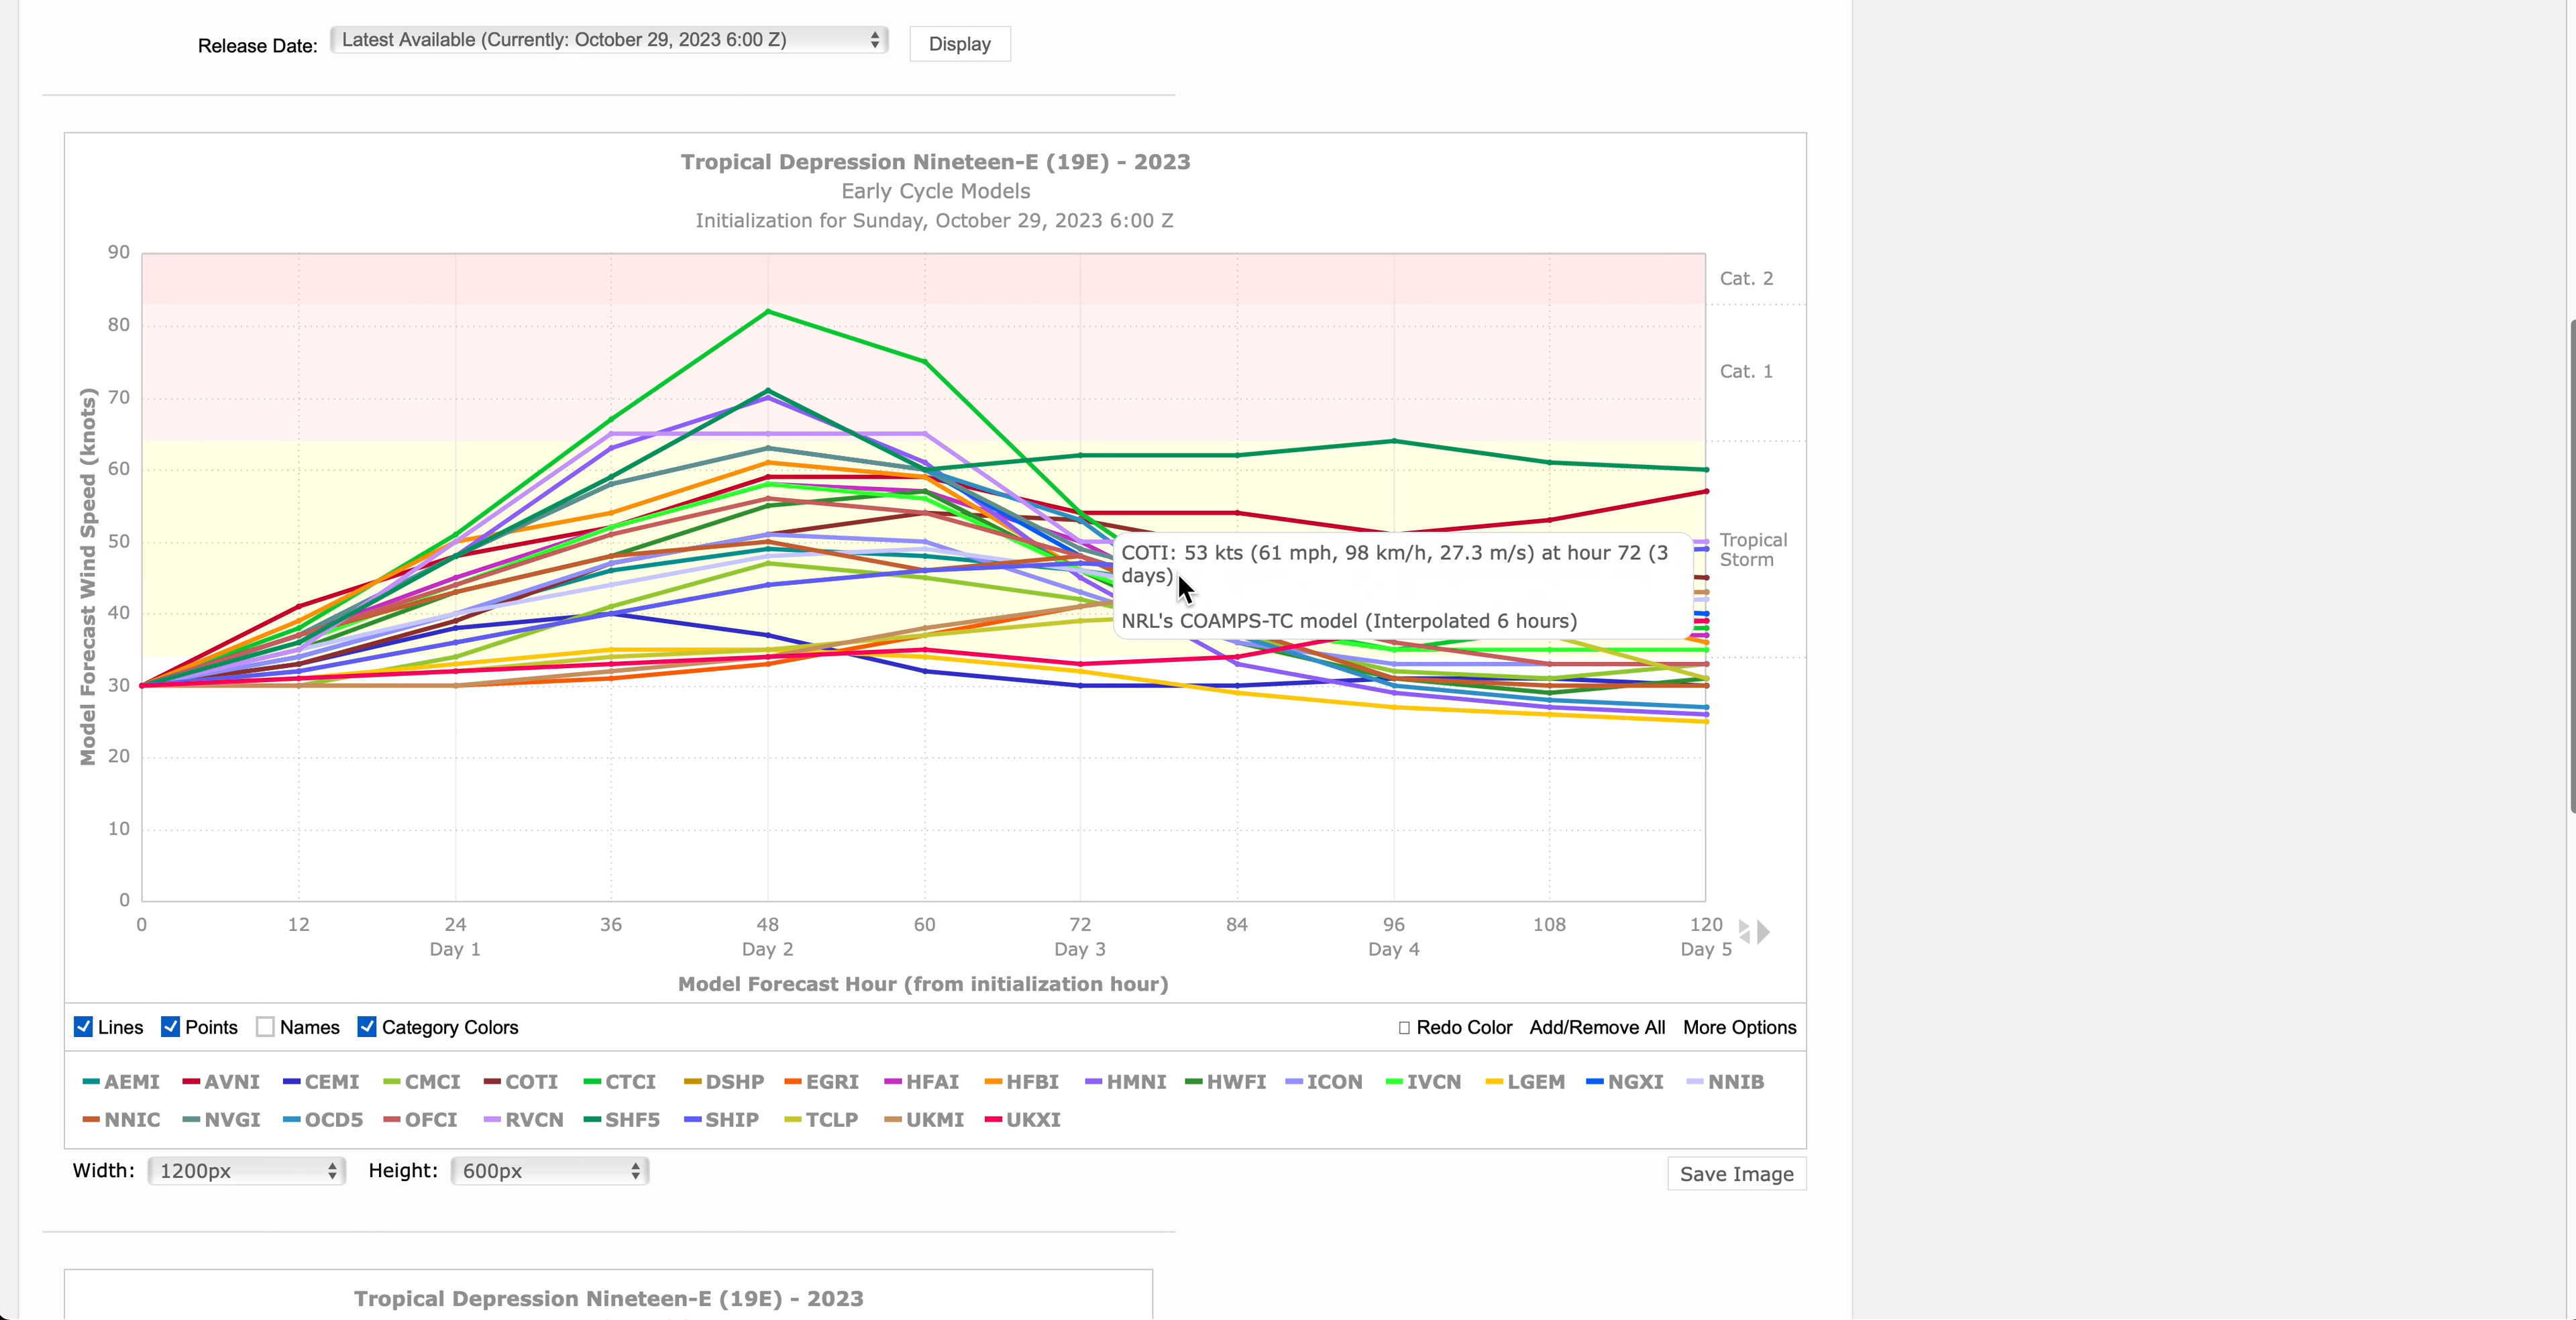 Release Date: Latest Available (Currently: October 29, 2023 6:00 Z) Display
Tropical Depression Nineteen-E (19E) - 2023
Early Cycle Models
Initialization for Sunday, October 29, 2023 6:00 Z
Model Forecast Wind Speed (knots)
90
80
70
60
50
40
30
20
10
0
Cat. 2
Cat. 1
Tropical
Storm
COTI: 53 kts (61 mph, 98 km/h, 27.3 m/s) at hour 72 (3
days)
NRL's COAMPS-TC model (Interpolated 6 hours)
0 12 24 36 48 60 72 84 96 108 120
Day 1 Day 2 Day 3 Day 4 Day 5
Model Forecast Hour (from initialization hour)
Lines Points Names Category Colors Redo Color Add/Remove All More Options
AEMI AVNI CEMI CMCI COTI CTCI DSHP EGRI HFAI HFBI HMNI HWFI ICON IVCN LGEM NGXI NNIB
NNIC NVGI OCD5 OFCI RVCN SHF5 SHIP TCLP UKMI UKXI
Width: 1200px Height: 600px Save Image
Tropical Depression Nineteen-E (19E) - 2023